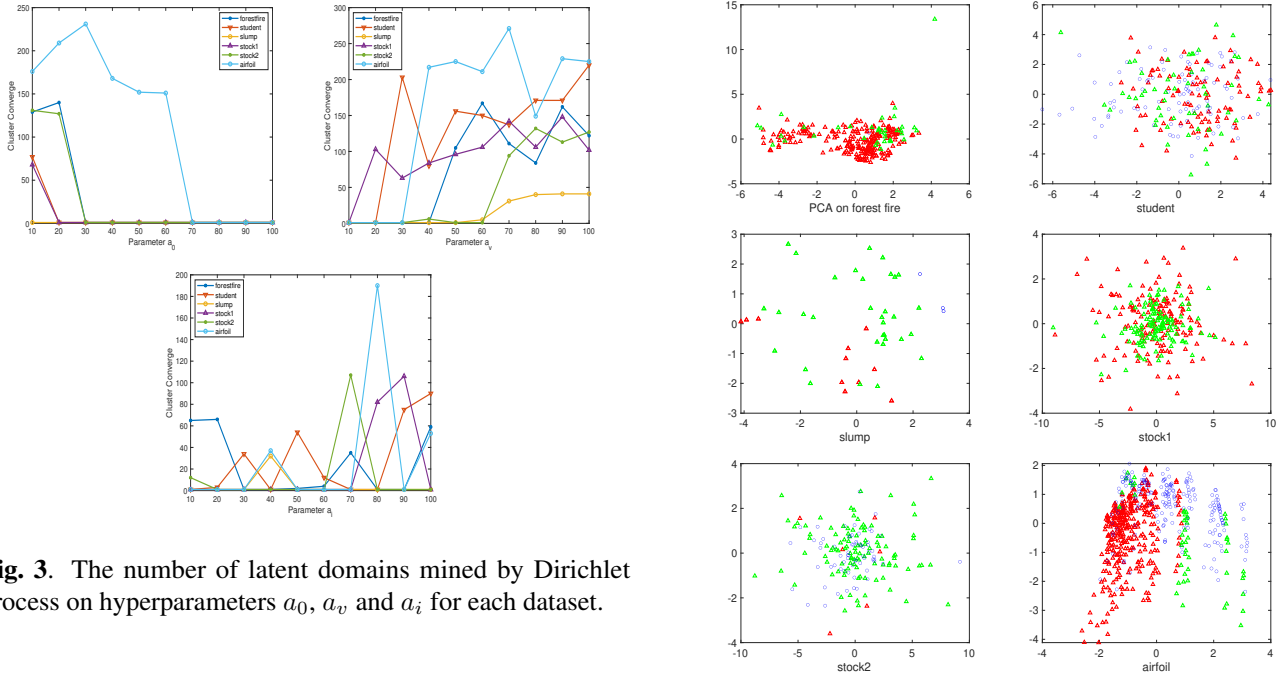 250
200
150
100
50
0
Cluster Converge
10 20 30 40 50 60 70 80 90 100
Parameter a₀
forestfire
student
slump
stock1
stock2
airfoil
300
250
200
150
100
50
0
Cluster Converge
10 20 30 40 50 60 70 80 90 100
Parameter aᵥ
forestfire
student
slump
stock1
stock2
airfoil
200
180
160
140
120
100
80
60
40
20
0
Cluster Converge
10 20 30 40 50 60 70 80 90 100
Parameter aᵢ
forestfire
student
slump
stock1
stock2
airfoil
ig. 3. The number of latent domains mined by Dirichlet
rocess on hyperparameters a₀, aᵥ and aᵢ for each dataset.
15
10
5
0
-5
-6 -4 -2 0 2 4 6
PCA on forest fire
6
4
2
0
-2
-4
-6
-6 -4 -2 0 2 4
student
3
2
1
0
-1
-2
-3
-4 -2 0 2 4
slump
4
2
0
-2
-4
-10 -5 0 5 10
stock1
4
2
0
-2
-4
-10 -5 0 5 10
stock2
2
1
0
-1
-2
-3
-4
-4 -2 0 2 4
airfoil